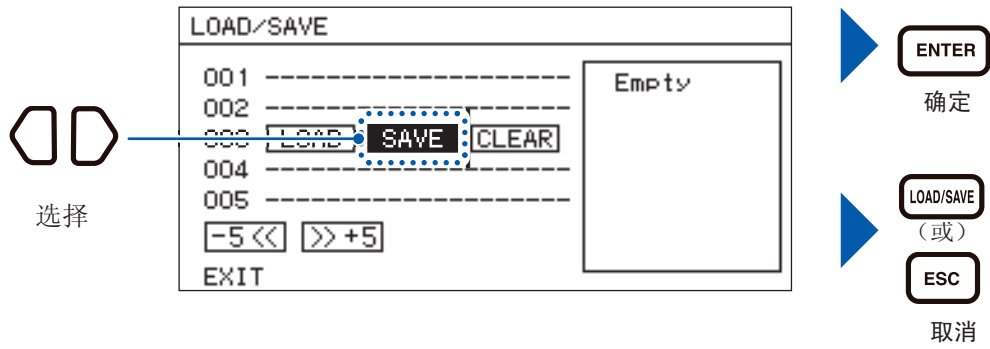 LOAD/SAVE
001 -------------------
002 -------------------
003 LOAD SAVE CLEAR
004 -------------------
005 -------------------
-5 << >> +5
EXIT
Empty
选择
ENTER
确定
LOAD/SAVE
（或）
ESC
取消